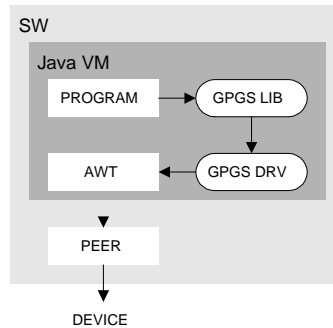 SW
Java VM
PROGRAM
GPGS LIB
AWT
GPGS DRV
PEER
DEVICE